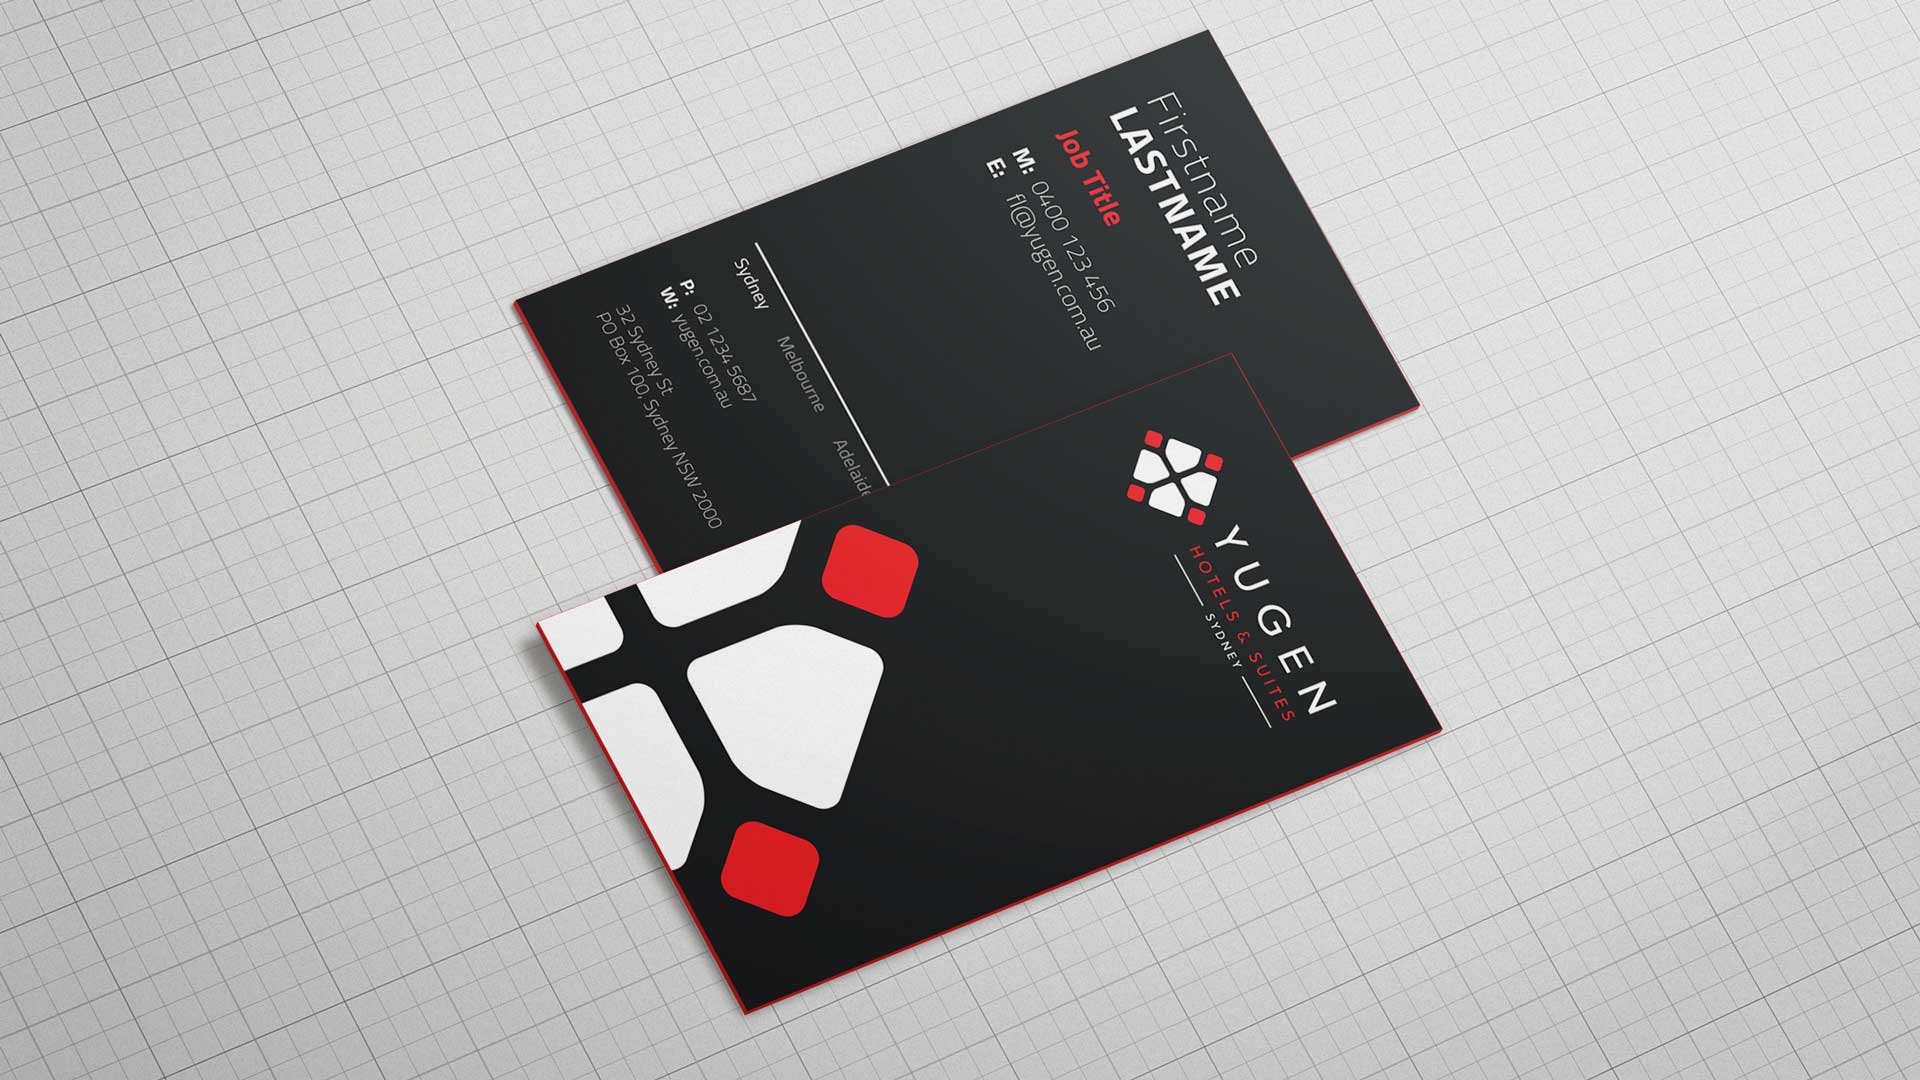 Firstname
LASTNAME
Job Title
M: 0400 123 456
E: fl@yugen.com.au
Sydney Melbourne Adelaide
P: 02 1234 5687
W: yugen.com.au
32 Sydney St
PO Box 100, Sydney NSW 2000
YUGEN
HOTELS & SUITES
SYDNEY